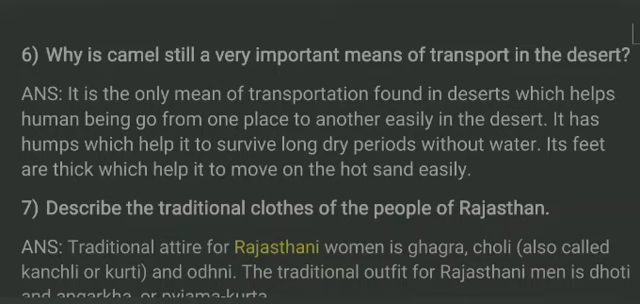 6) Why is camel still a very important means of transport in the desert?
ANS: It is the only mean of transportation found in deserts which helps
human being go from one place to another easily in the desert. It has
humps which help it to survive long dry periods without water. Its feet
are thick which help it to move on the hot sand easily.
7) Describe the traditional clothes of the people of Rajasthan.
ANS: Traditional attire for Rajasthani women is ghagra, choli (also called
kanchli or kurti) and odhni. The traditional outfit for Rajasthani men is dhoti
and angarkha, or pyjama-kurta